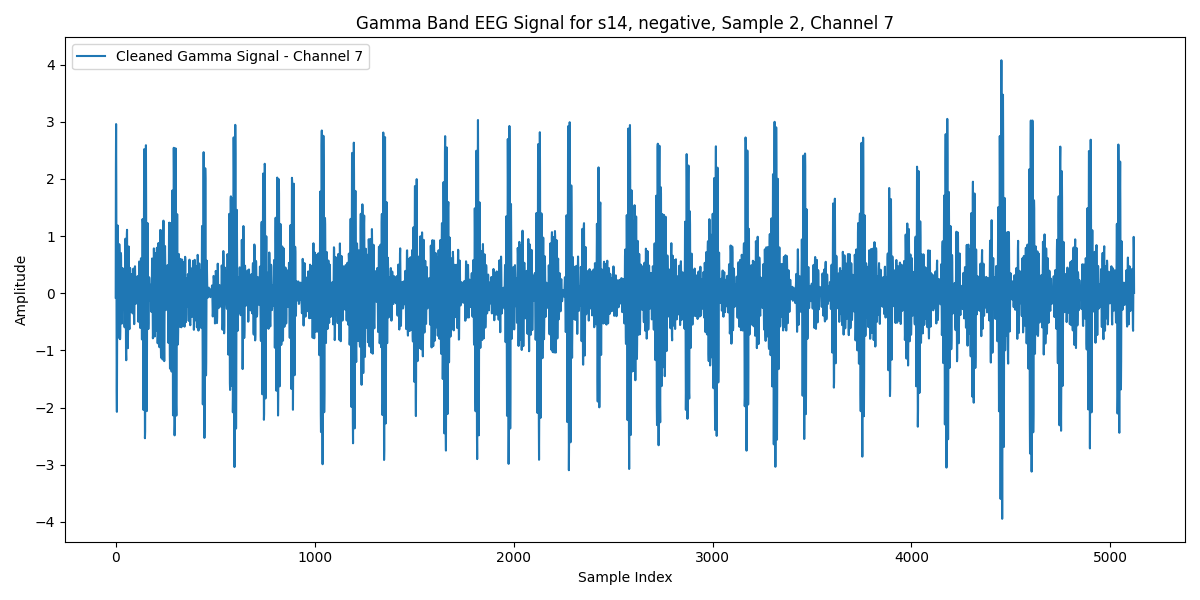 Gamma Band EEG Signal for s14, negative, Sample 2, Channel 7
Cleaned Gamma Signal - Channel 7
4
3
2
1
0
−1
−2
−3
−4
Amplitude
0 1000 2000 3000 4000 5000
Sample Index